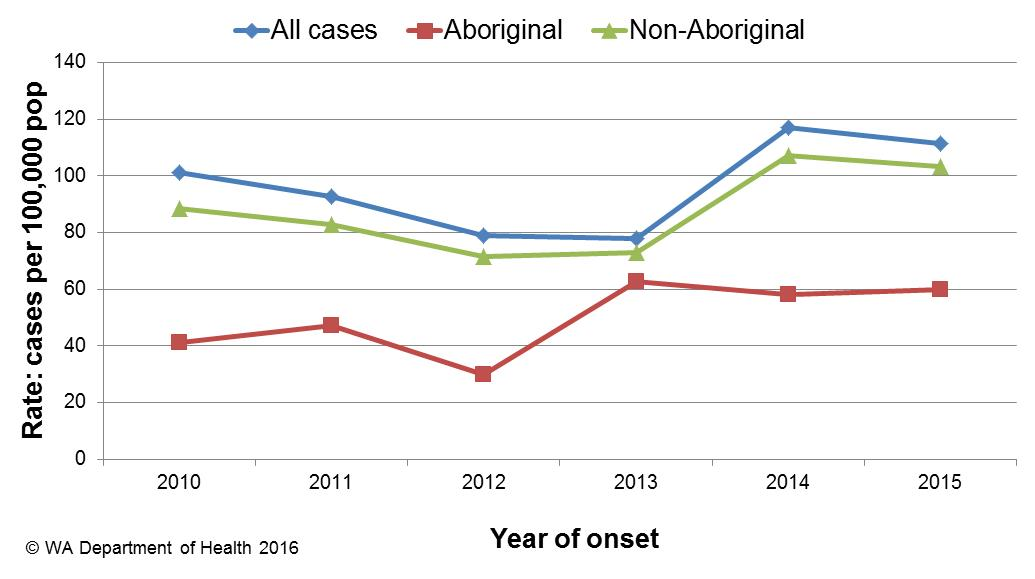 All cases Aboriginal Non-Aboriginal
140
120
100
80
60
40
20
0
Rate: cases per 100,000 pop
2010 2011 2012 2013 2014 2015
Year of onset
© WA Department of Health 2016